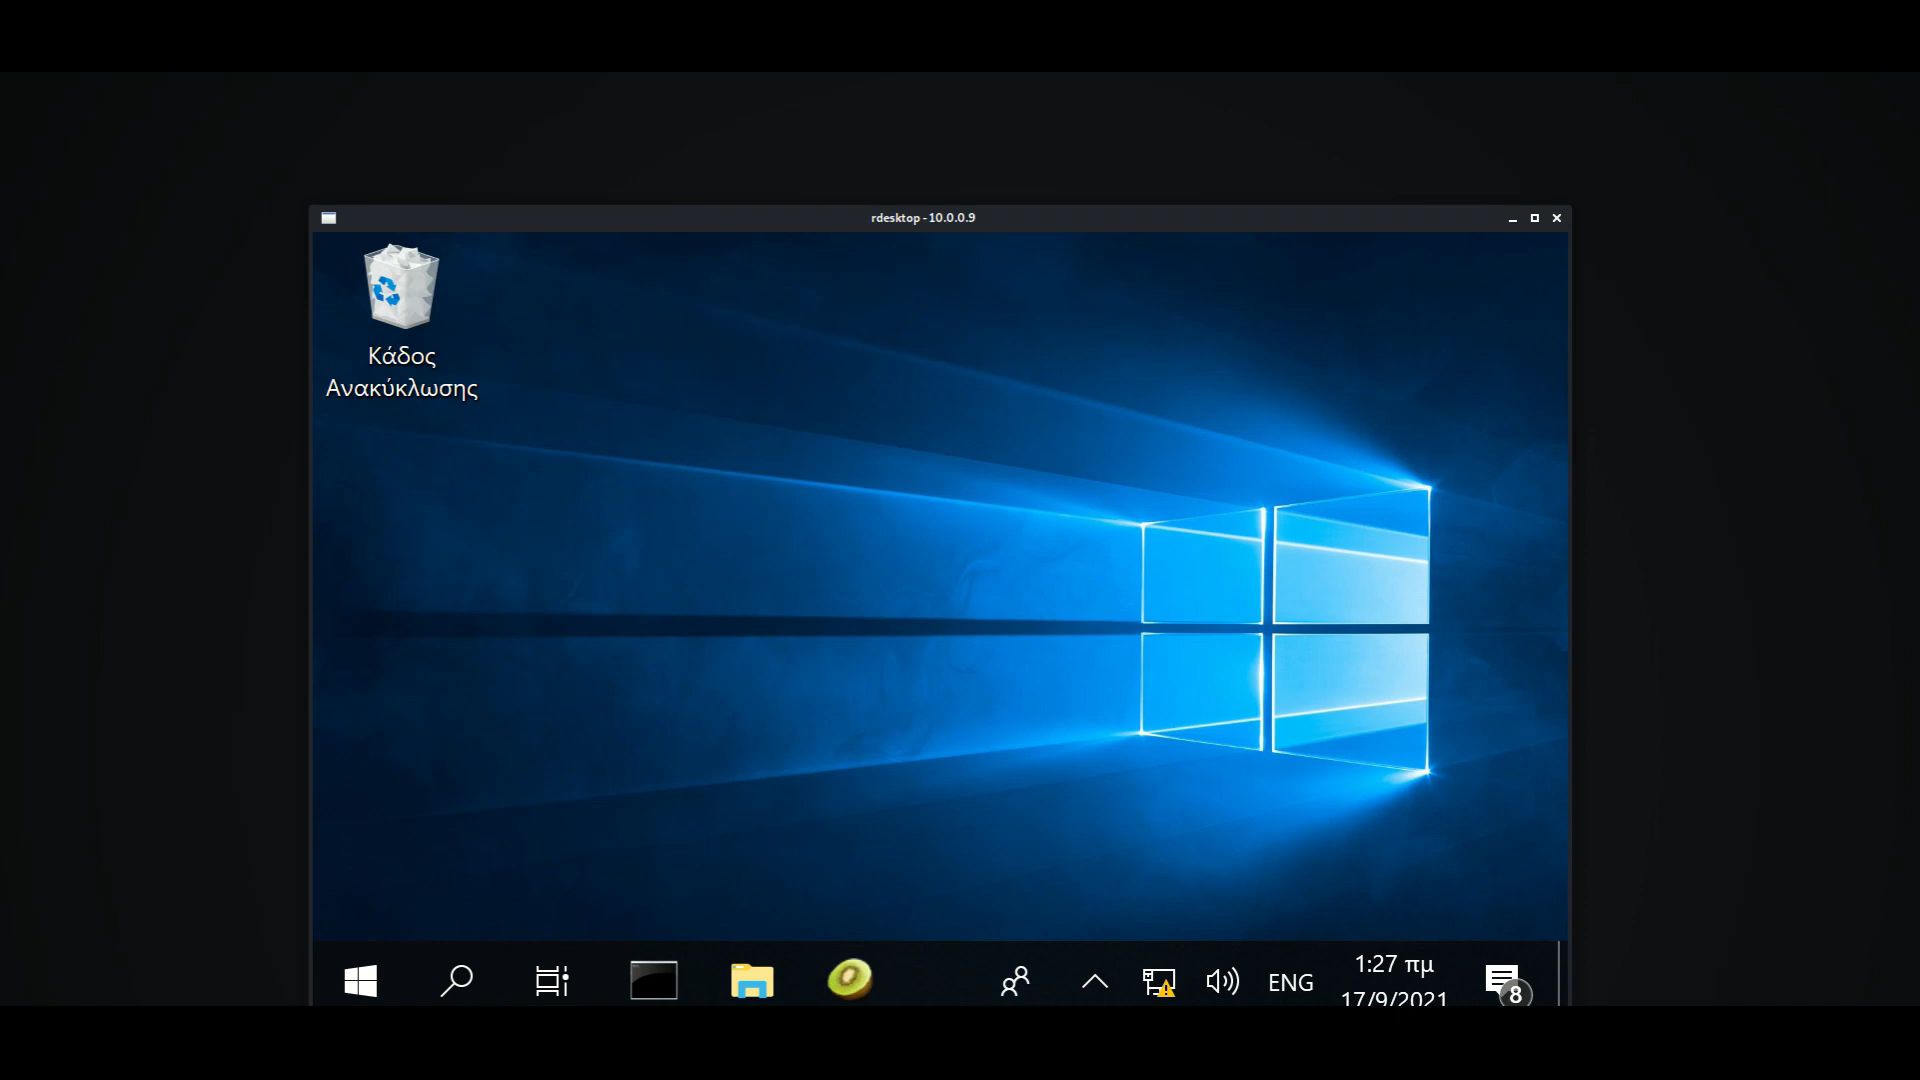 rdesktop - 10.0.0.9
Κάδος
Ανακύκλωσης
ENG
1:27 πμ
17/9/2021
8